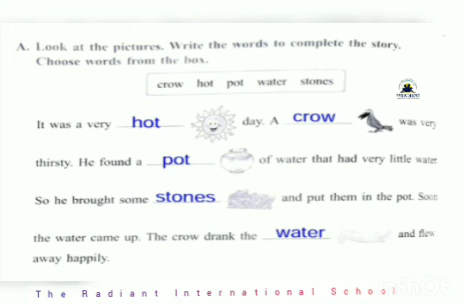 A. Look at the pictures. Write the words to complete the story.
Choose words from the box.
crow hot pot water stones
It was a very hot day. A crow was very
thirsty. He found a pot of water that had very little water
So he brought some stones and put them in the pot. Soon
the water came up. The crow drank the water and flew
away happily.
The Radiant International School